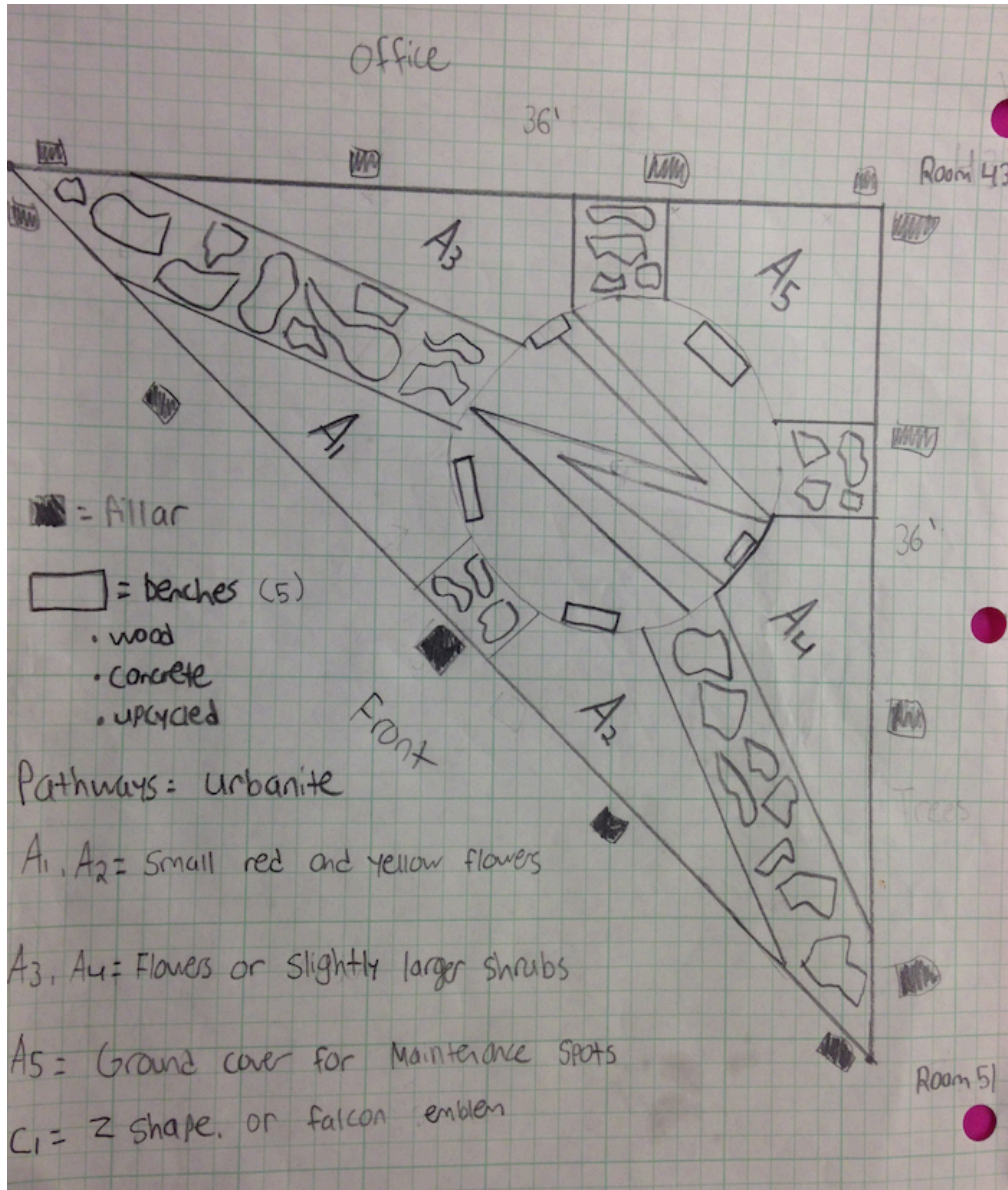 Office
36'
Room 43
A3
A5
A1
36'
A4
= Pillar
= benches (5)
• wood
• concrete
• upcycled
A2
Front
Trees
Pathways = urbanite
A1, A2 = Small red and yellow flowers
A3, A4 = Flowers or Slightly larger shrubs
A5 = Ground cover for Maintenance Spots
Room 51
C1 = Z shape. or falcon emblem